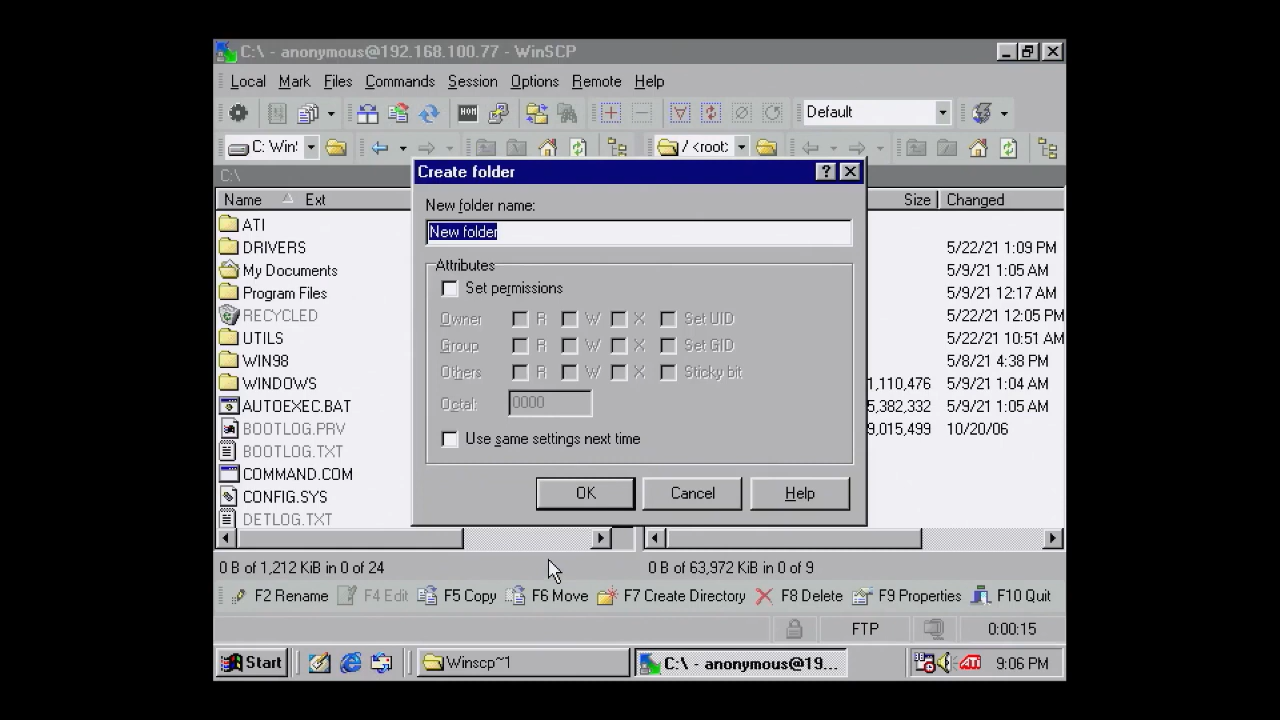 C:\ - anonymous@192.168.100.77 - WinSCP
Local Mark Files Commands Session Options Remote Help
Default
C: Win / <root:
C:\
Create folder
New folder name:
New folder
Attributes
Set permissions
Owner R W X Set UID
Group R W X Set GID
Others R W X Sticky bit
Octal: 0000
Use same settings next time
OK Cancel Help
Name Ext
ATI
DRIVERS
My Documents
Program Files
RECYCLED
UTILS
WIN98
WINDOWS
AUTOEXEC.BAT
BOOTLOG.PRV
BOOTLOG.TXT
COMMAND.COM
CONFIG.SYS
DETLOG.TXT
Size Changed
5/22/21 1:09 PM
5/9/21 1:05 AM
5/9/21 12:17 AM
5/22/21 12:05 PM
5/22/21 10:51 AM
5/8/21 4:38 PM
1,110,476 5/9/21 1:04 AM
5,382,332 5/9/21 1:05 AM
9,015,499 10/20/06
0 B of 1,212 KiB in 0 of 24
0 B of 63,972 KiB in 0 of 9
F2 Rename F4 Edit F5 Copy F6 Move F7 Create Directory F8 Delete F9 Properties F10 Quit
FTP 0:00:15
Start Winscp~1 C:\ - anonymous@19... ATI 9:06 PM